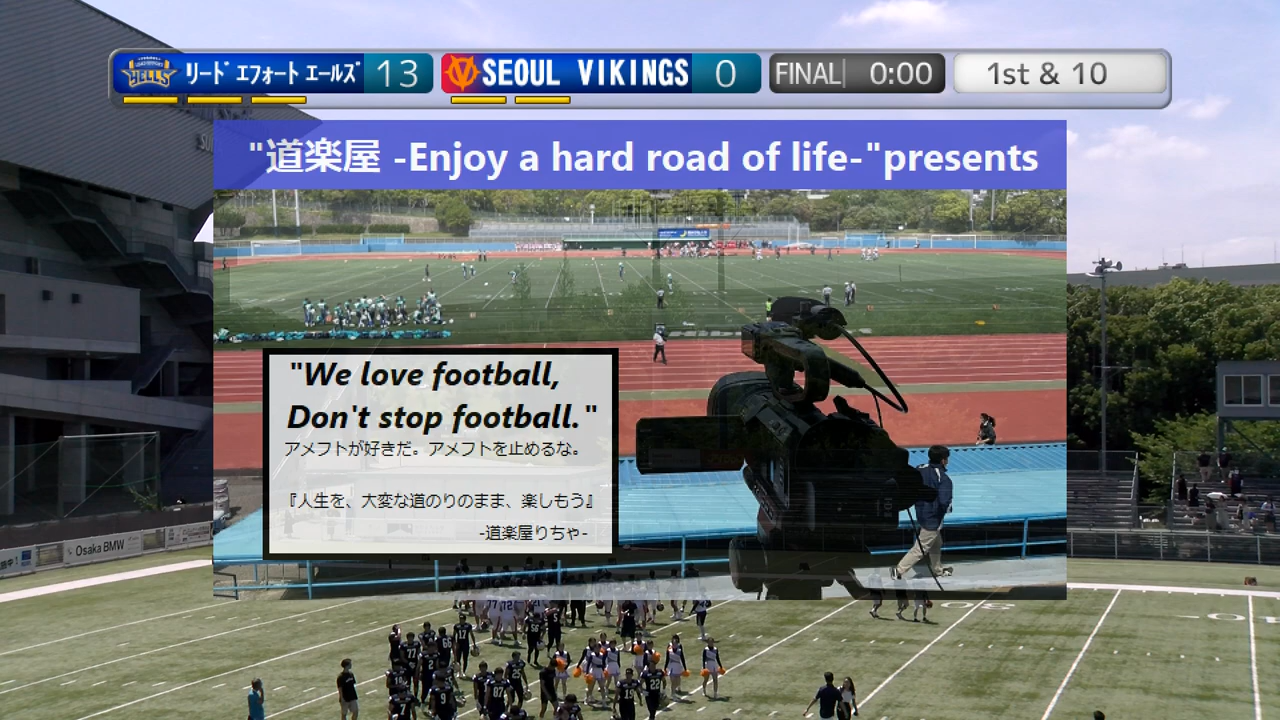 HELLS
リード エフォート エールズ 13
SEOUL VIKINGS 0
FINAL 0:00
1st & 10
"道楽屋 -Enjoy a hard road of life-"presents
"We love football,
Don't stop football."
アメフトが好きだ。アメフトを止めるな。
『人生を、大変な道のりのまま、楽しもう』
-道楽屋りちゃ-
Osaka BMW